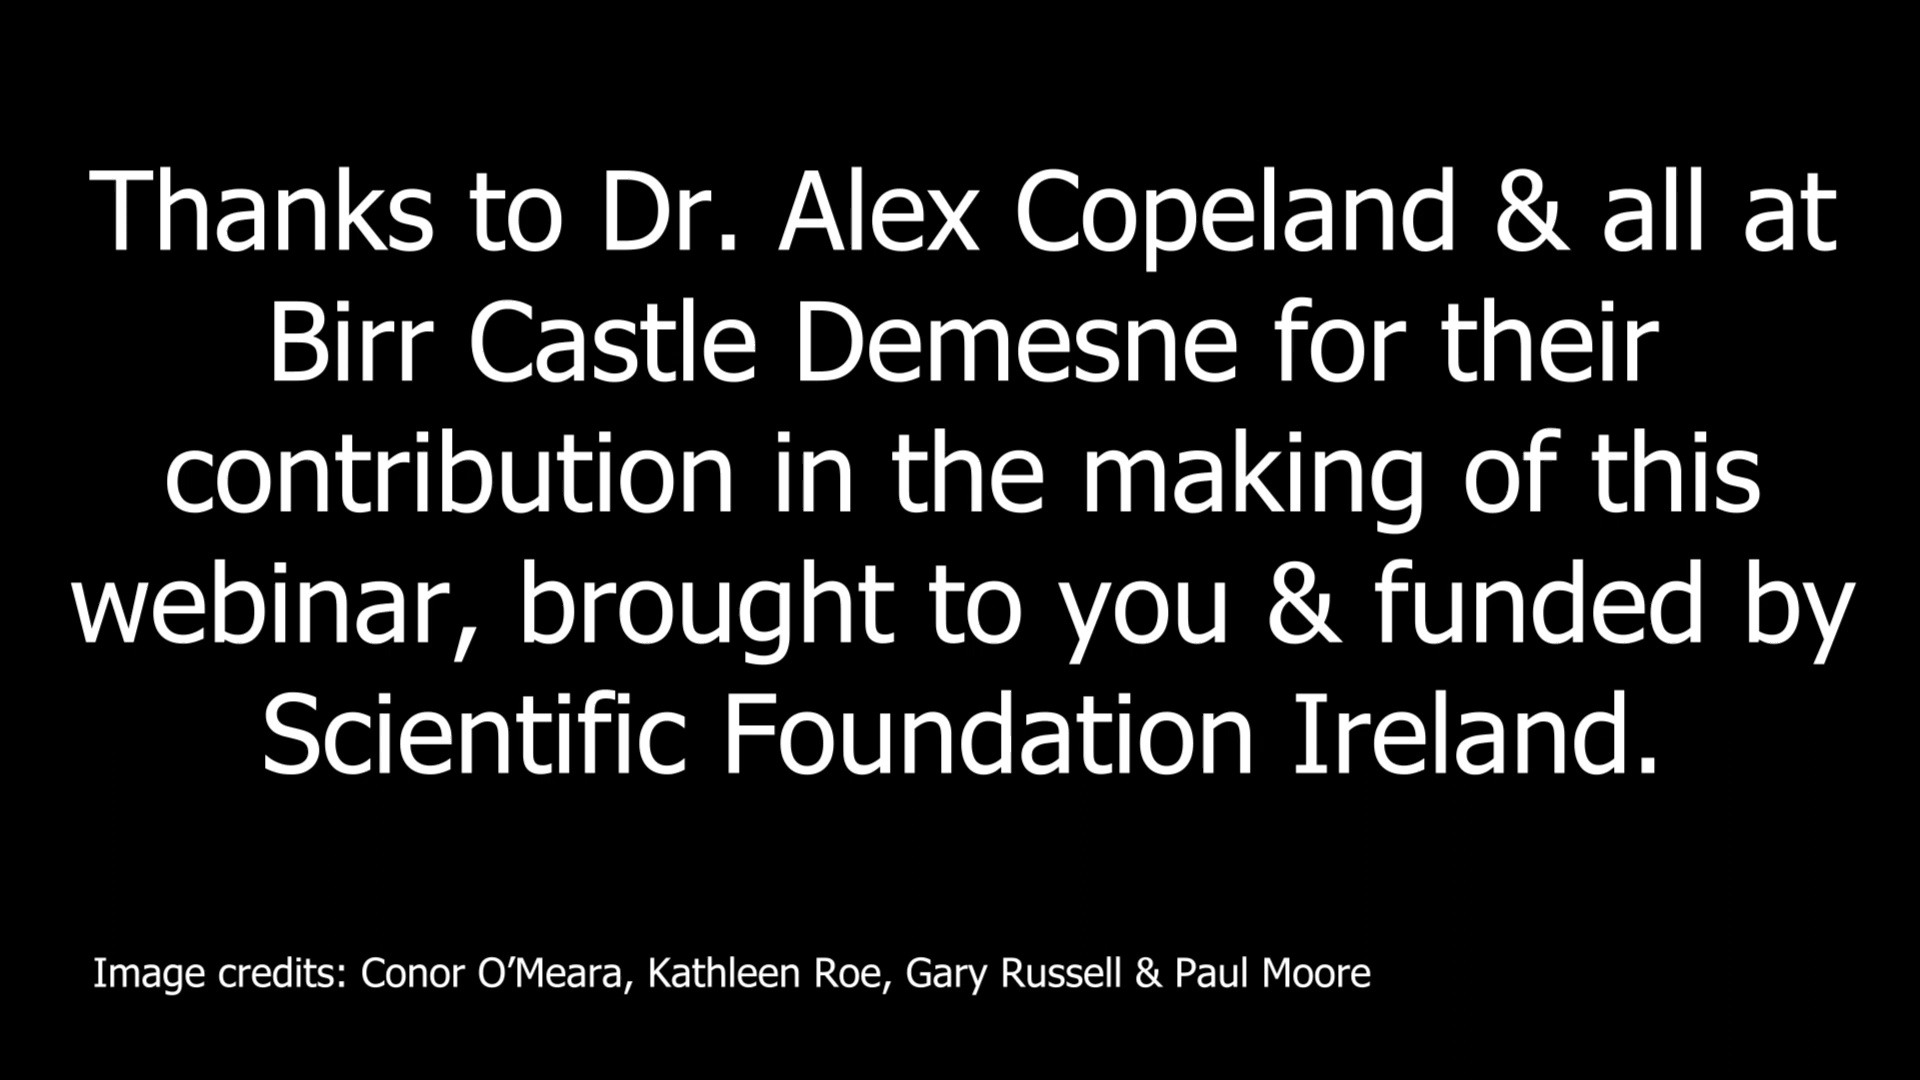 Thanks to Dr. Alex Copeland & all at
Birr Castle Demesne for their
contribution in the making of this
webinar, brought to you & funded by
Scientific Foundation Ireland.
Image credits: Conor O’Meara, Kathleen Roe, Gary Russell & Paul Moore